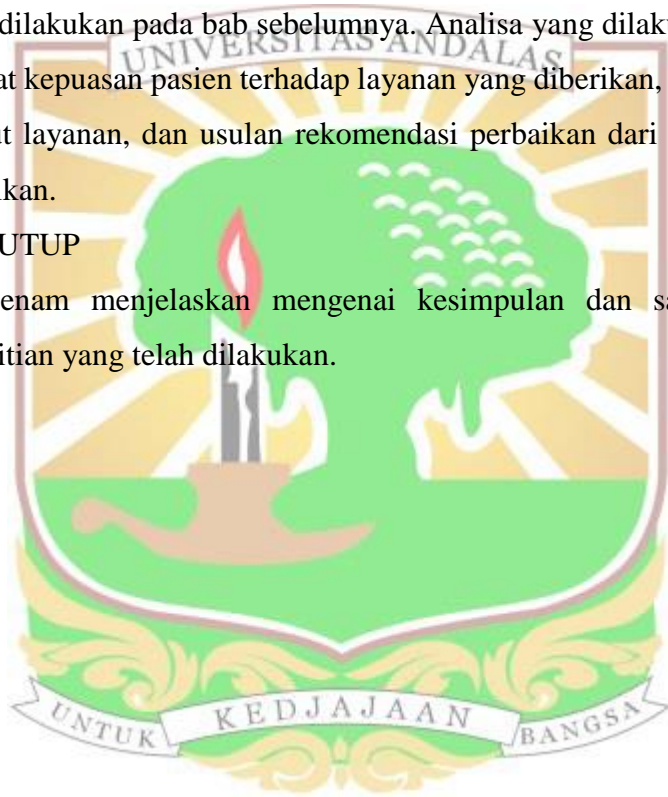 dilakukan pada bab sebelumnya. Analisa yang dilaku
UNIVERSITAS ANDALAS
at kepuasan pasien terhadap layanan yang diberikan,
ut layanan, dan usulan rekomendasi perbaikan dari
kan.
UTUP
enam menjelaskan mengenai kesimpulan dan sa
itian yang telah dilakukan.
UNTUK KEDJAJAAN BANGSA